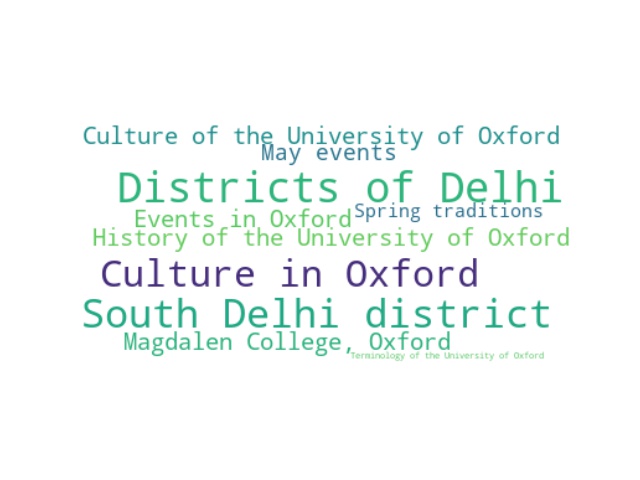 Culture of the University of Oxford
May events
Districts of Delhi
Spring traditions
Events in Oxford
History of the University of Oxford
Culture in Oxford
South Delhi district
Magdalen College, Oxford
Terminology of the University of Oxford